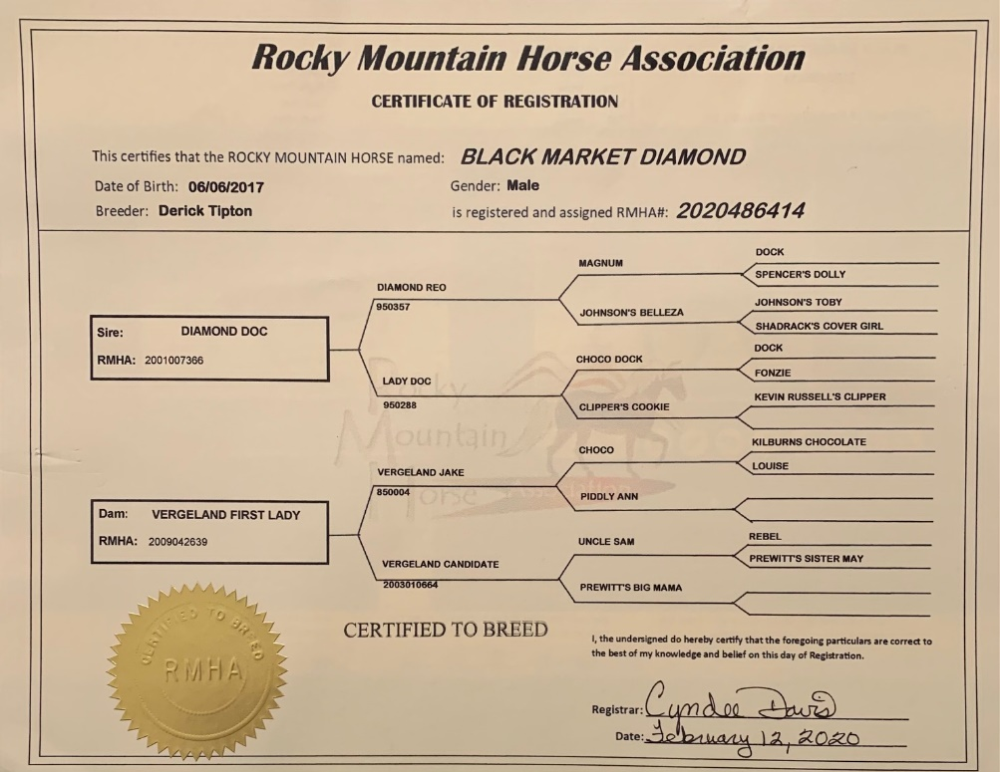 Rocky Mountain Horse Association
CERTIFICATE OF REGISTRATION
This certifies that the ROCKY MOUNTAIN HORSE named: BLACK MARKET DIAMOND
Date of Birth: 06/06/2017 Gender: Male
Breeder: Derick Tipton is registered and assigned RMHA#: 2020486414
Sire: DIAMOND DOC
RMHA: 2001007366
Dam: VERGELAND FIRST LADY
RMHA: 2009042639
DIAMOND REO
950357
LADY DOC
950288
VERGELAND JAKE
850004
VERGELAND CANDIDATE
2003010664
MAGNUM
JOHNSON'S BELLEZA
CHOCO DOCK
CLIPPER'S COOKIE
CHOCO
PIDDLY ANN
UNCLE SAM
PREWITT'S BIG MAMA
DOCK
SPENCER'S DOLLY
JOHNSON'S TOBY
SHADRACK'S COVER GIRL
DOCK
FONZIE
KEVIN RUSSELL'S CLIPPER
KILBURNS CHOCOLATE
LOUISE
REBEL
PREWITT'S SISTER MAY
Rocky
Mountain
Horse Association
CERTIFIED TO BREED
RMHA
CERTIFIED TO BREED
I, the undersigned do hereby certify that the foregoing particulars are correct to
the best of my knowledge and belief on this day of Registration.
Registrar: Cyndee Davis
Date: February 12, 2020